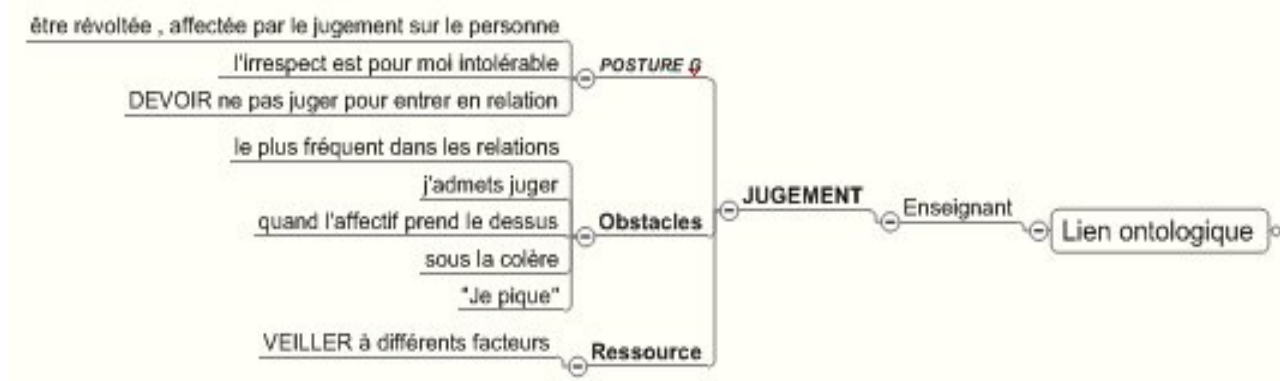 être révoltée , affectée par le jugement sur le personne
l'irrespect est pour moi intolérable
DEVOIR ne pas juger pour entrer en relation
POSTURE G
le plus fréquent dans les relations
j'admets juger
quand l'affectif prend le dessus
sous la colère
"Je pique"
Obstacles
VEILLER à différents facteurs
Ressource
JUGEMENT
Enseignant
Lien ontologique